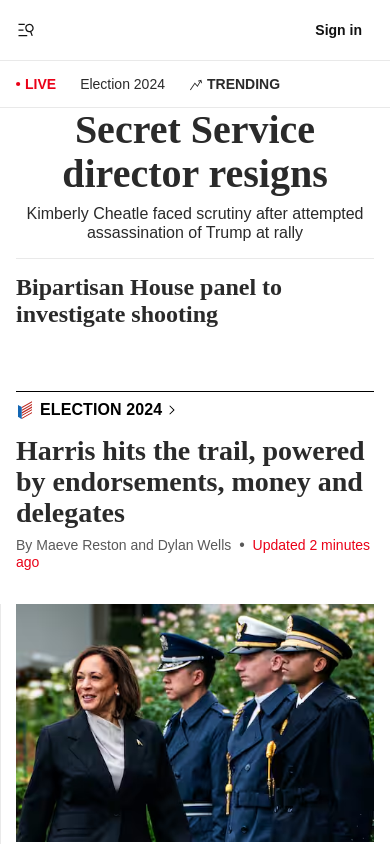 Sign in
LIVE Election 2024 TRENDING
Secret Service
director resigns
Kimberly Cheatle faced scrutiny after attempted
assassination of Trump at rally
Bipartisan House panel to
investigate shooting
ELECTION 2024
Harris hits the trail, powered
by endorsements, money and
delegates
By Maeve Reston and Dylan Wells • Updated 2 minutes
ago